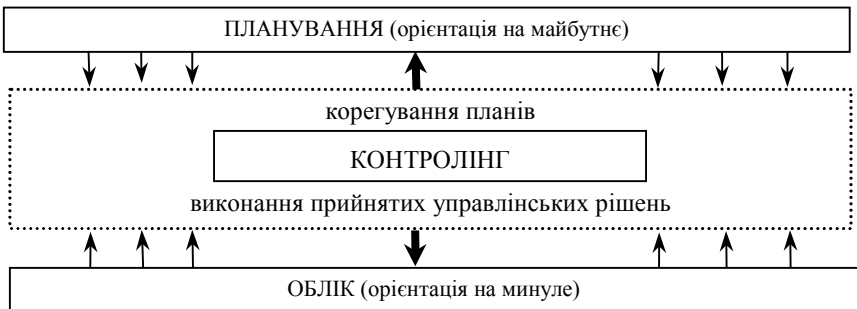 ПЛАНУВАННЯ (орієнтація на майбутнє)
корегування планів
КОНТРОЛІНГ
виконання прийнятих управлінських рішень
ОБЛІК (орієнтація на минуле)